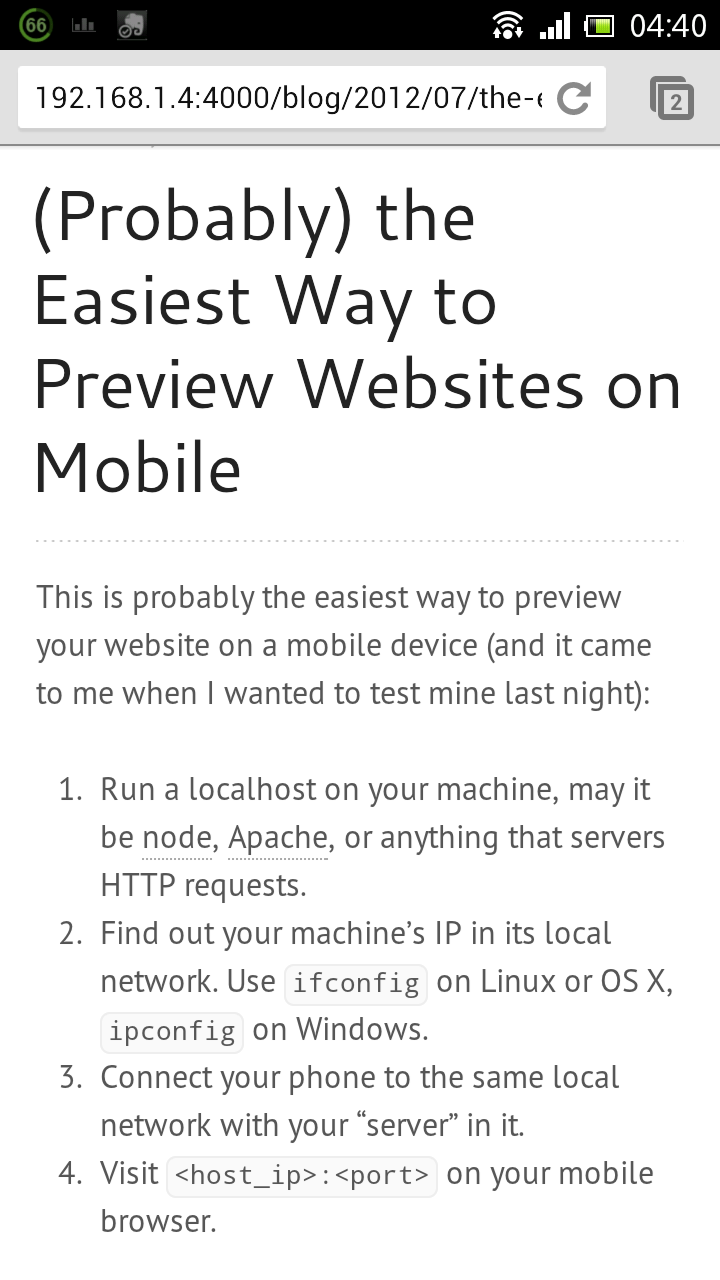 66
04:40
192.168.1.4:4000/blog/2012/07/the-
2
(Probably) the
Easiest Way to
Preview Websites on
Mobile
This is probably the easiest way to preview
your website on a mobile device (and it came
to me when I wanted to test mine last night):
1. Run a localhost on your machine, may it
be node, Apache, or anything that servers
HTTP requests.
2. Find out your machine’s IP in its local
network. Use ifconfig on Linux or OS X,
ipconfig on Windows.
3. Connect your phone to the same local
network with your “server” in it.
4. Visit <host_ip>:<port> on your mobile
browser.